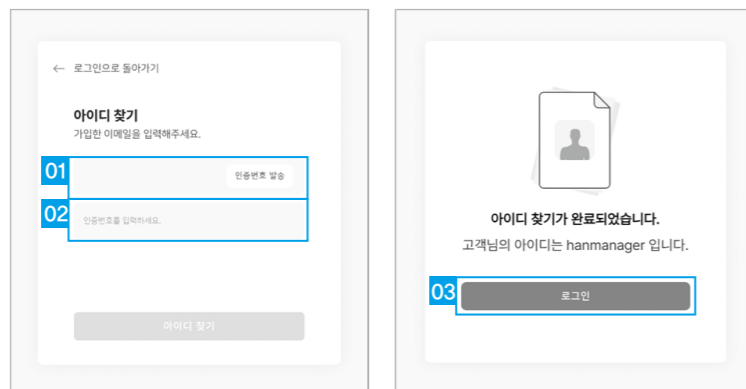 ← 로그인으로 돌아가기
아이디 찾기
가입한 이메일을 입력해주세요.
01
인증번호 발송
02
인증번호를 입력하세요.
아이디 찾기
아이디 찾기가 완료되었습니다.
고객님의 아이디는 hanmanager 입니다.
03
로그인